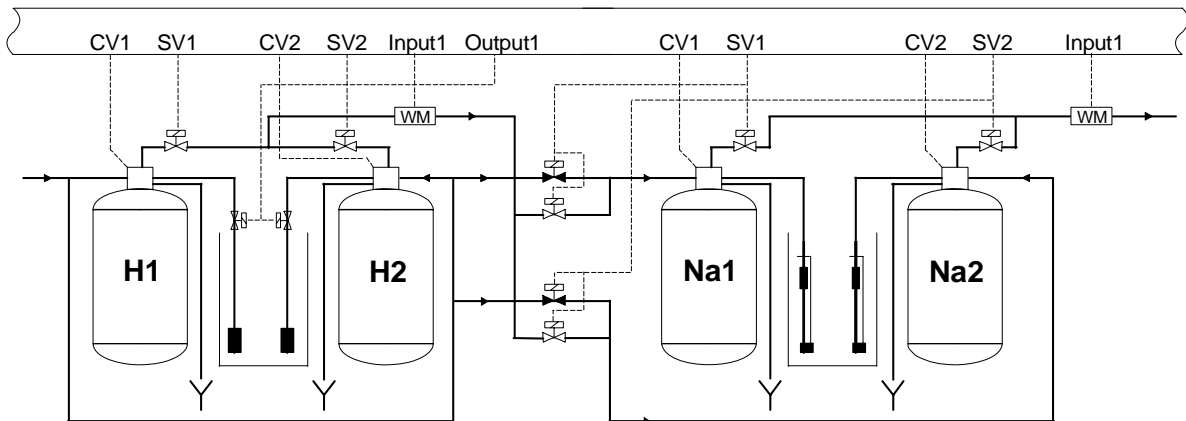 CV1 SV1 CV2 SV2 Input1 Output1 CV1 SV1 CV2 SV2 Input1
WM WM
H1 H2 Na1 Na2